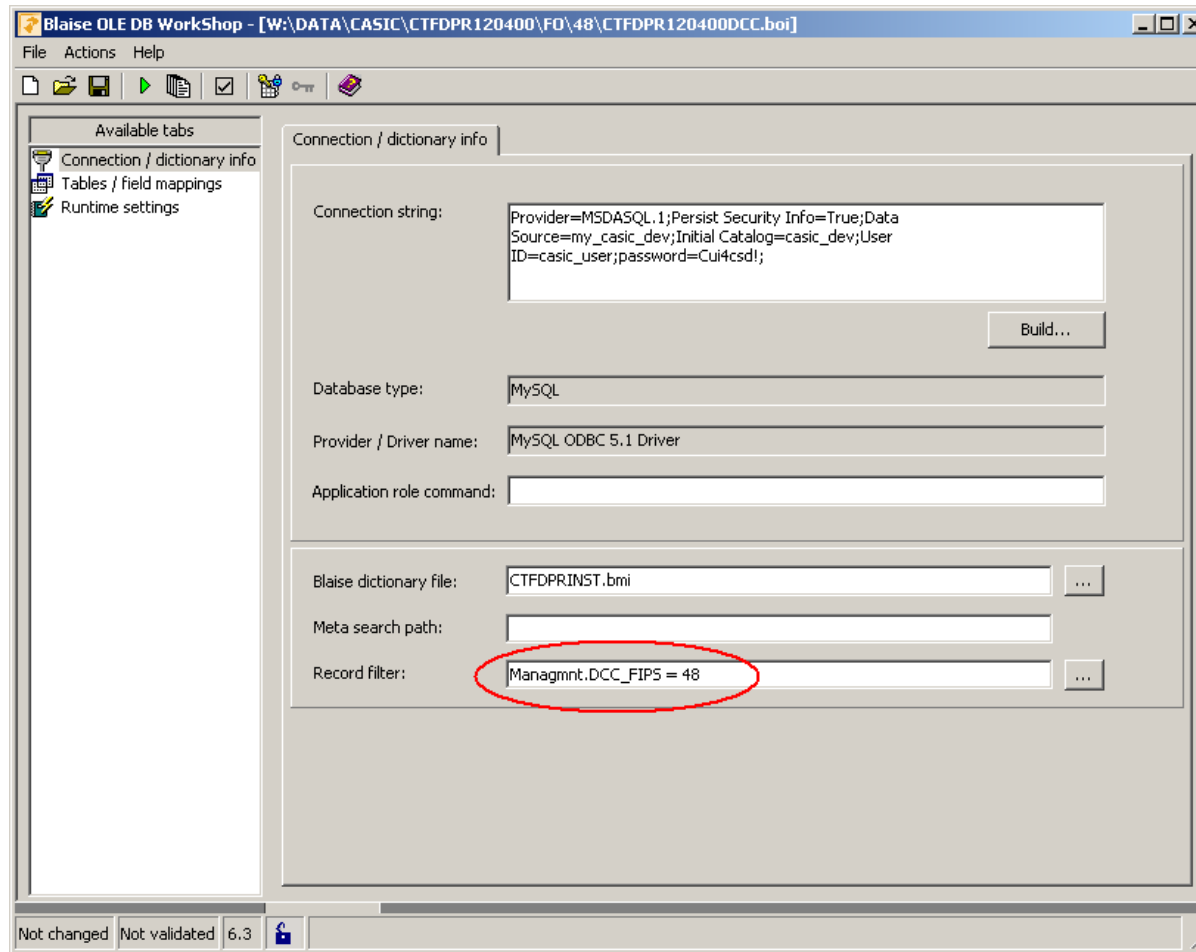 Blaise OLE DB WorkShop - [W:\DATA\CASIC\CTFDPR120400\FO\48\CTFDPR120400DCC.boi]
File Actions Help
Available tabs
Connection / dictionary info
Tables / field mappings
Runtime settings
Connection / dictionary info
Connection string:
Provider=MSDASQL.1;Persist Security Info=True;Data
Source=my_casic_dev;Initial Catalog=casic_dev;User
ID=casic_user;password=Cui4csd!;
Build...
Database type:
MySQL
Provider / Driver name:
MySQL ODBC 5.1 Driver
Application role command:
Blaise dictionary file:
CTFDPRINST.bmi
...
Meta search path:
Record filter:
Managmnt.DCC_FIPS = 48
...
Not changed Not validated 6.3